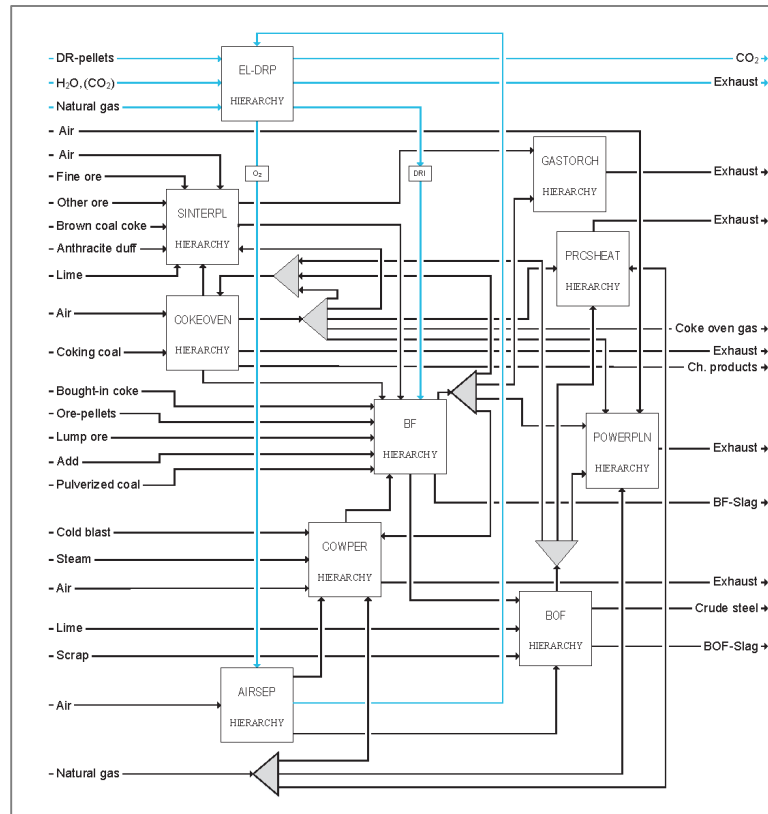 DR-pellets
EL-DRP
CO₂
H₂O, (CO₂)
Exhaust
HIERARCHY
Natural gas
Air
Air
GASTORCH
Fine ore
O₂
DRI
Exhaust
Other ore
SINTERPL
HIERARCHY
Brown coal coke
Exhaust
Anthracite duff
HIERARCHY
PRCSHEAT
Lime
HIERARCHY
Air
COKEOVEN
Coke oven gas
Coking coal
HIERARCHY
Exhaust
Ch. products
Bought-in coke
Ore-pellets
BF
Lump ore
POWERPLN
HIERARCHY
Exhaust
Add
HIERARCHY
Pulverized coal
BF-Slag
Cold blast
COWPER
Steam
HIERARCHY
Exhaust
Air
Crude steel
BOF
Lime
HIERARCHY
BOF-Slag
Scrap
AIRSEP
Air
HIERARCHY
Natural gas